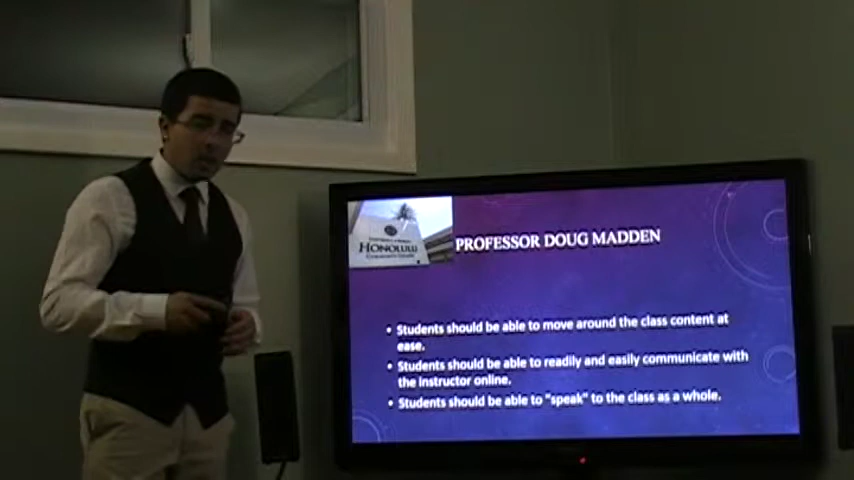 HONOLULU
PROFESSOR DOUG MADDEN
• Students should be able to move around the class content at
ease.
• Students should be able to readily and easily communicate with
the instructor online.
• Students should be able to "speak" to the class as a whole.